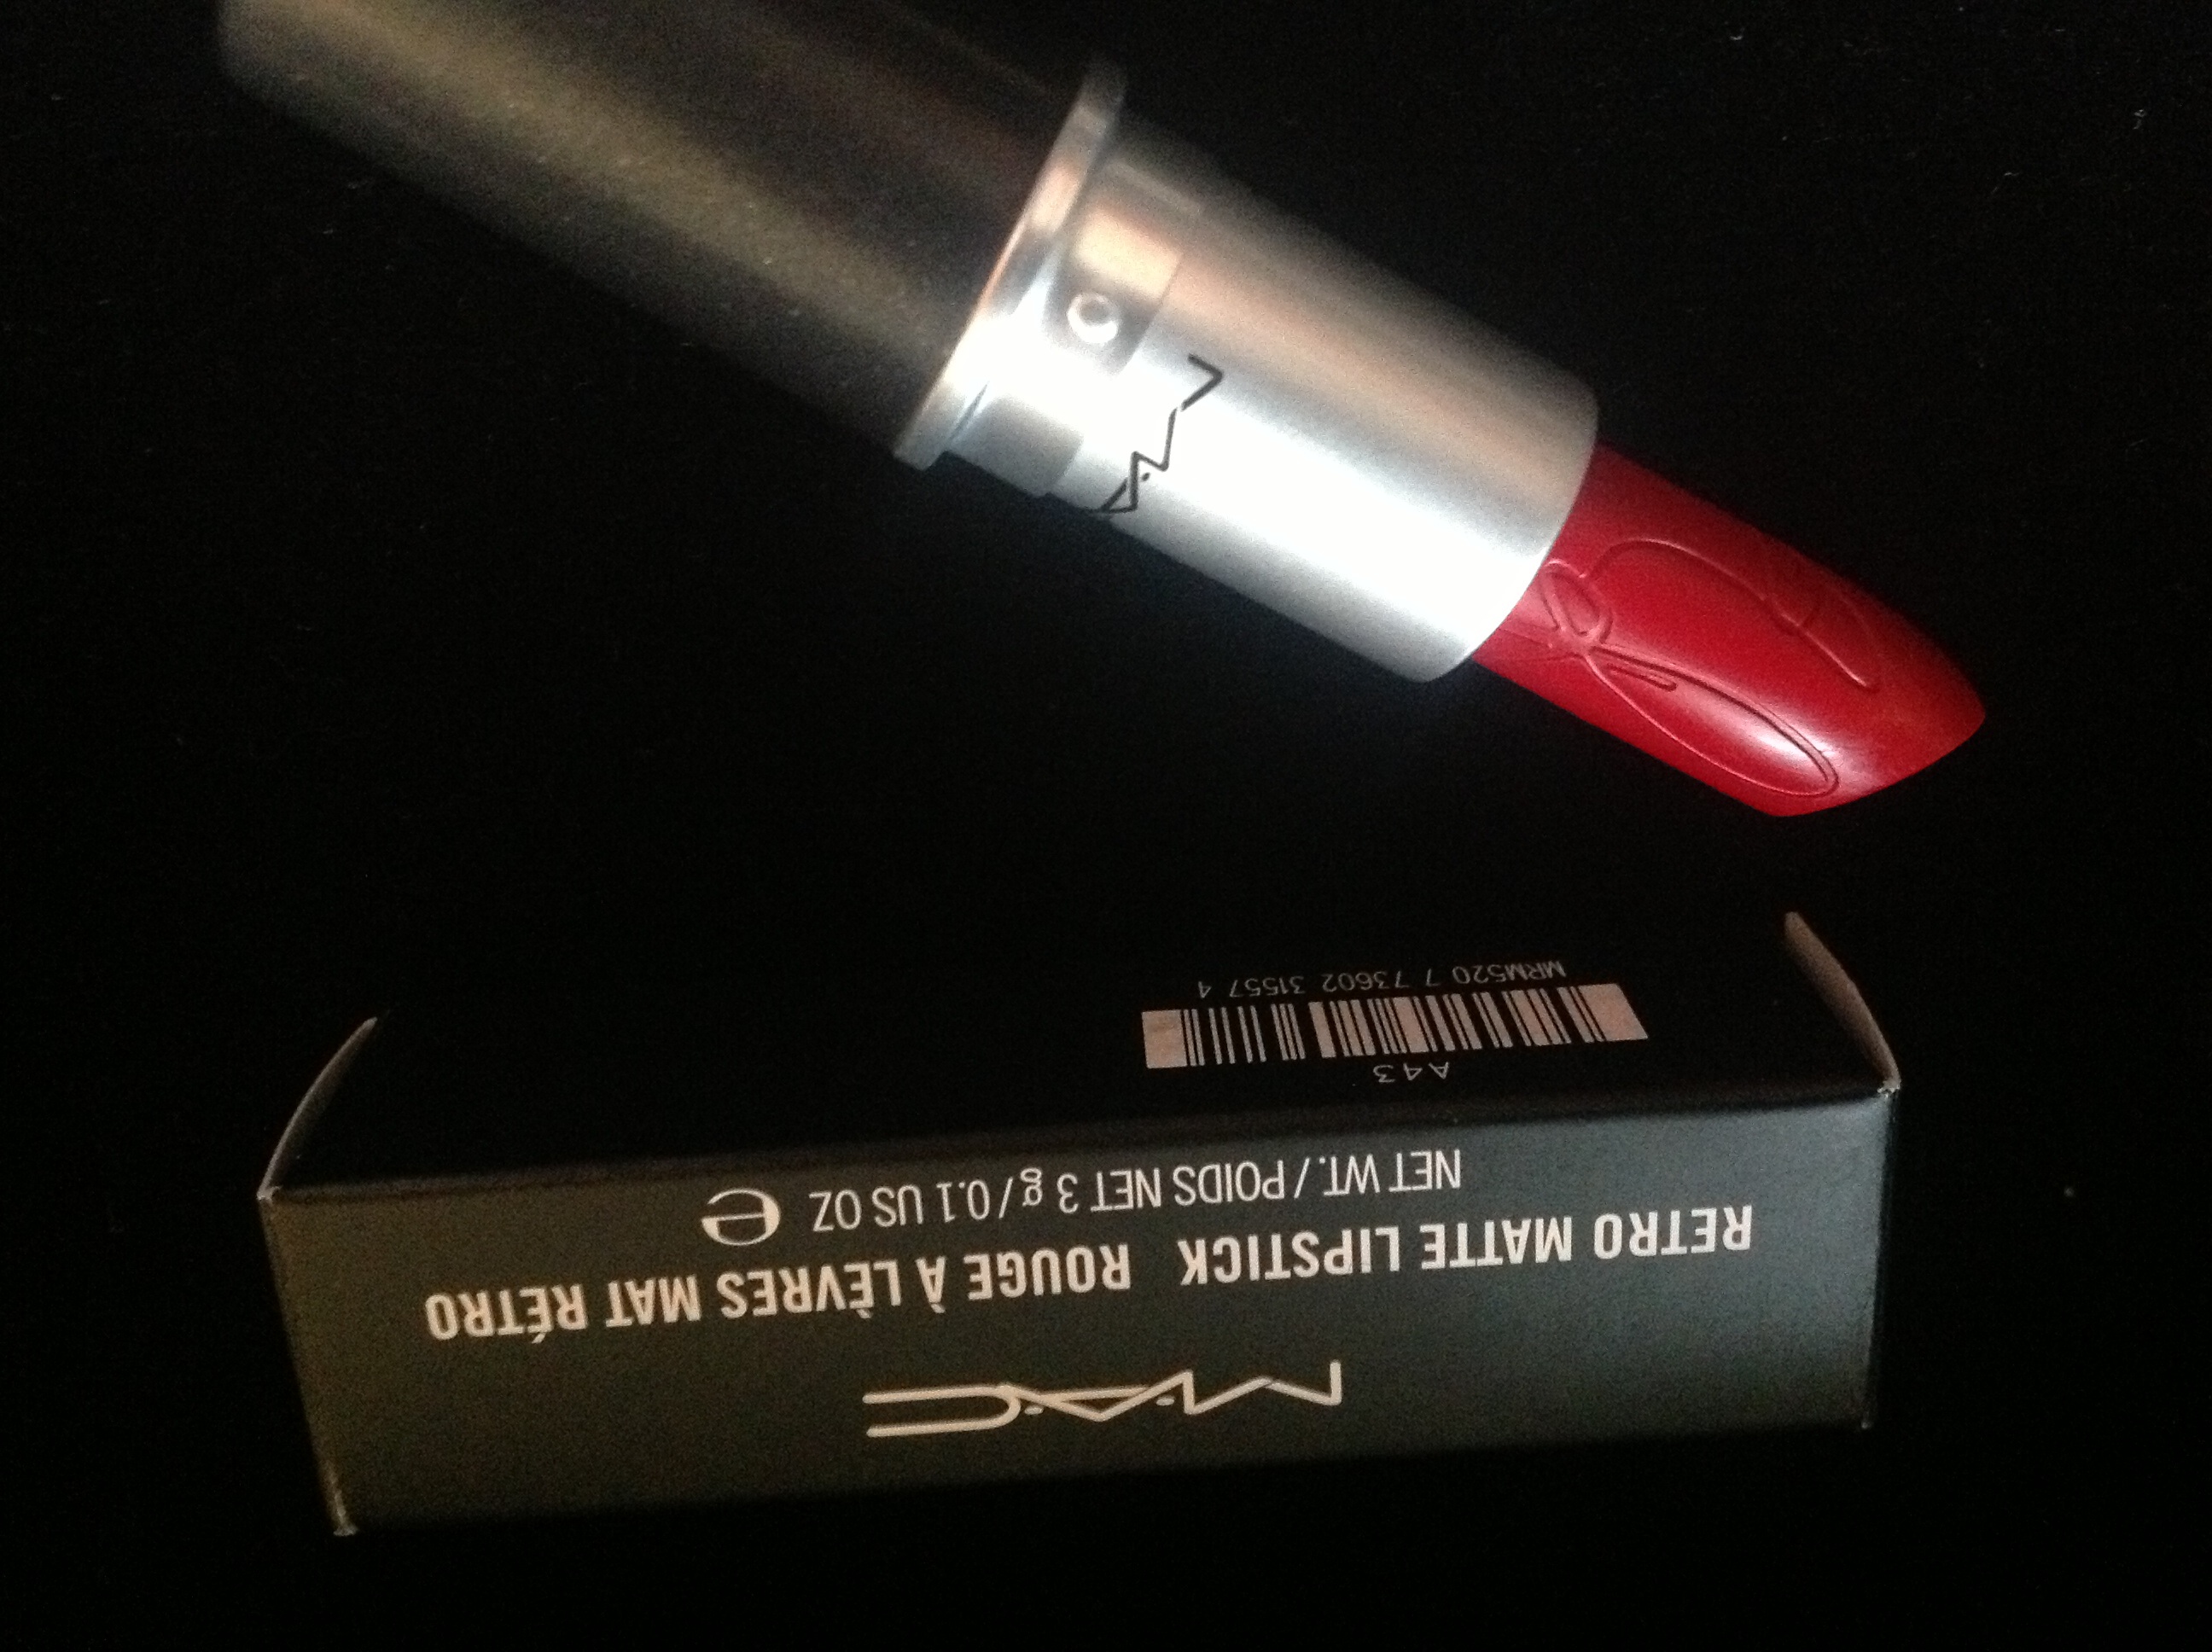 M·A·C
M·A·C
RETRO MATTE LIPSTICK ROUGE À LÈVRES MAT RÉTRO
NET WT./POIDS NET 3 g/0.1 US OZ ℮
A43
MRM520 7 73602 31557 4